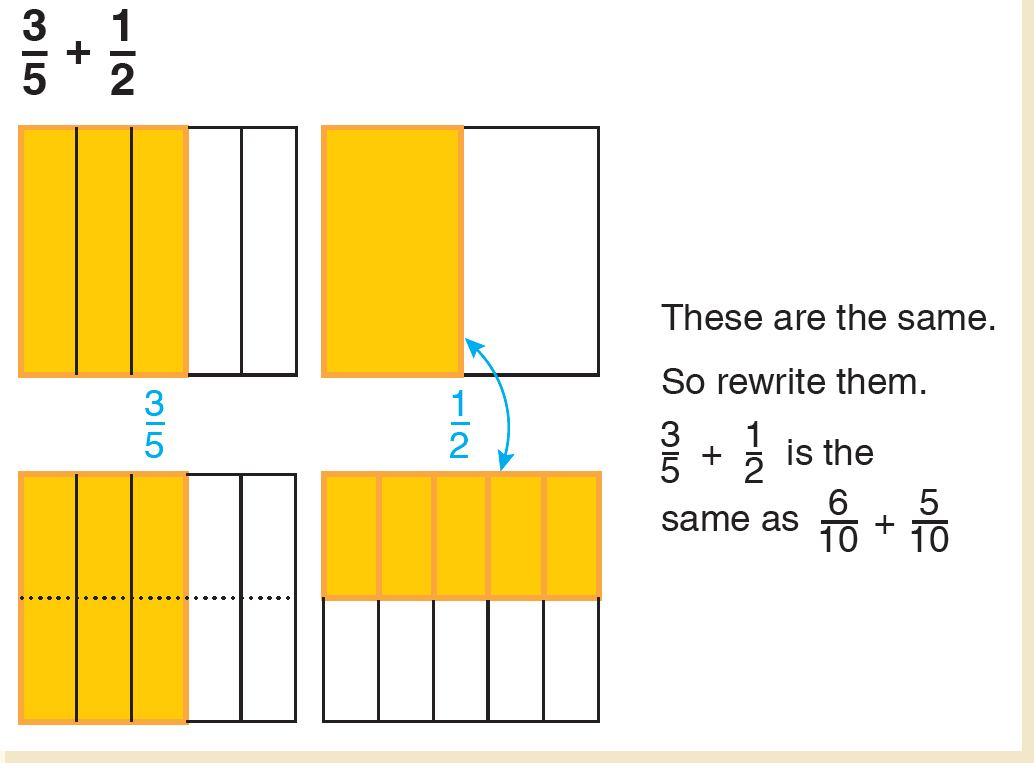 3/5 + 1/2
3/5 1/2
These are the same.
So rewrite them.
3/5 + 1/2 is the
same as 6/10 + 5/10